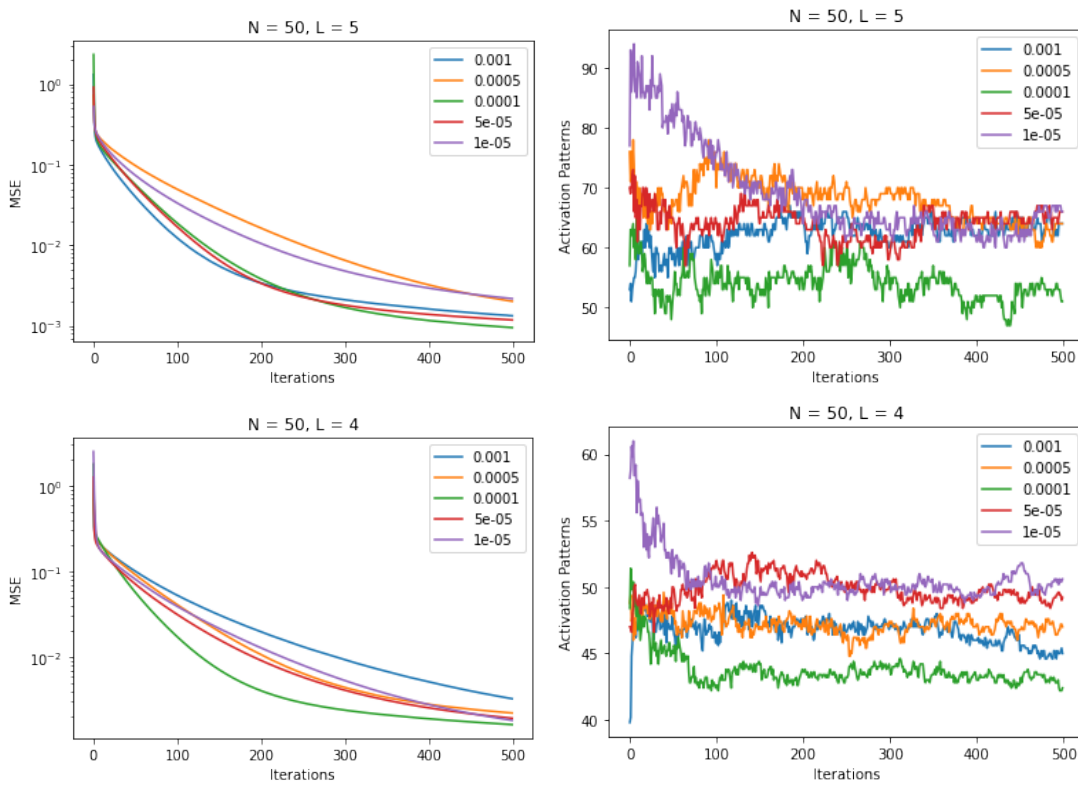 N = 50, L = 5
MSE
10⁰
10⁻¹
10⁻²
10⁻³
0.001
0.0005
0.0001
5e-05
1e-05
0 100 200 300 400 500
Iterations
N = 50, L = 5
Activation Patterns
90
80
70
60
50
0.001
0.0005
0.0001
5e-05
1e-05
0 100 200 300 400 500
Iterations
N = 50, L = 4
MSE
10⁰
10⁻¹
10⁻²
0.001
0.0005
0.0001
5e-05
1e-05
0 100 200 300 400 500
Iterations
N = 50, L = 4
Activation Patterns
60
55
50
45
40
0.001
0.0005
0.0001
5e-05
1e-05
0 100 200 300 400 500
Iterations